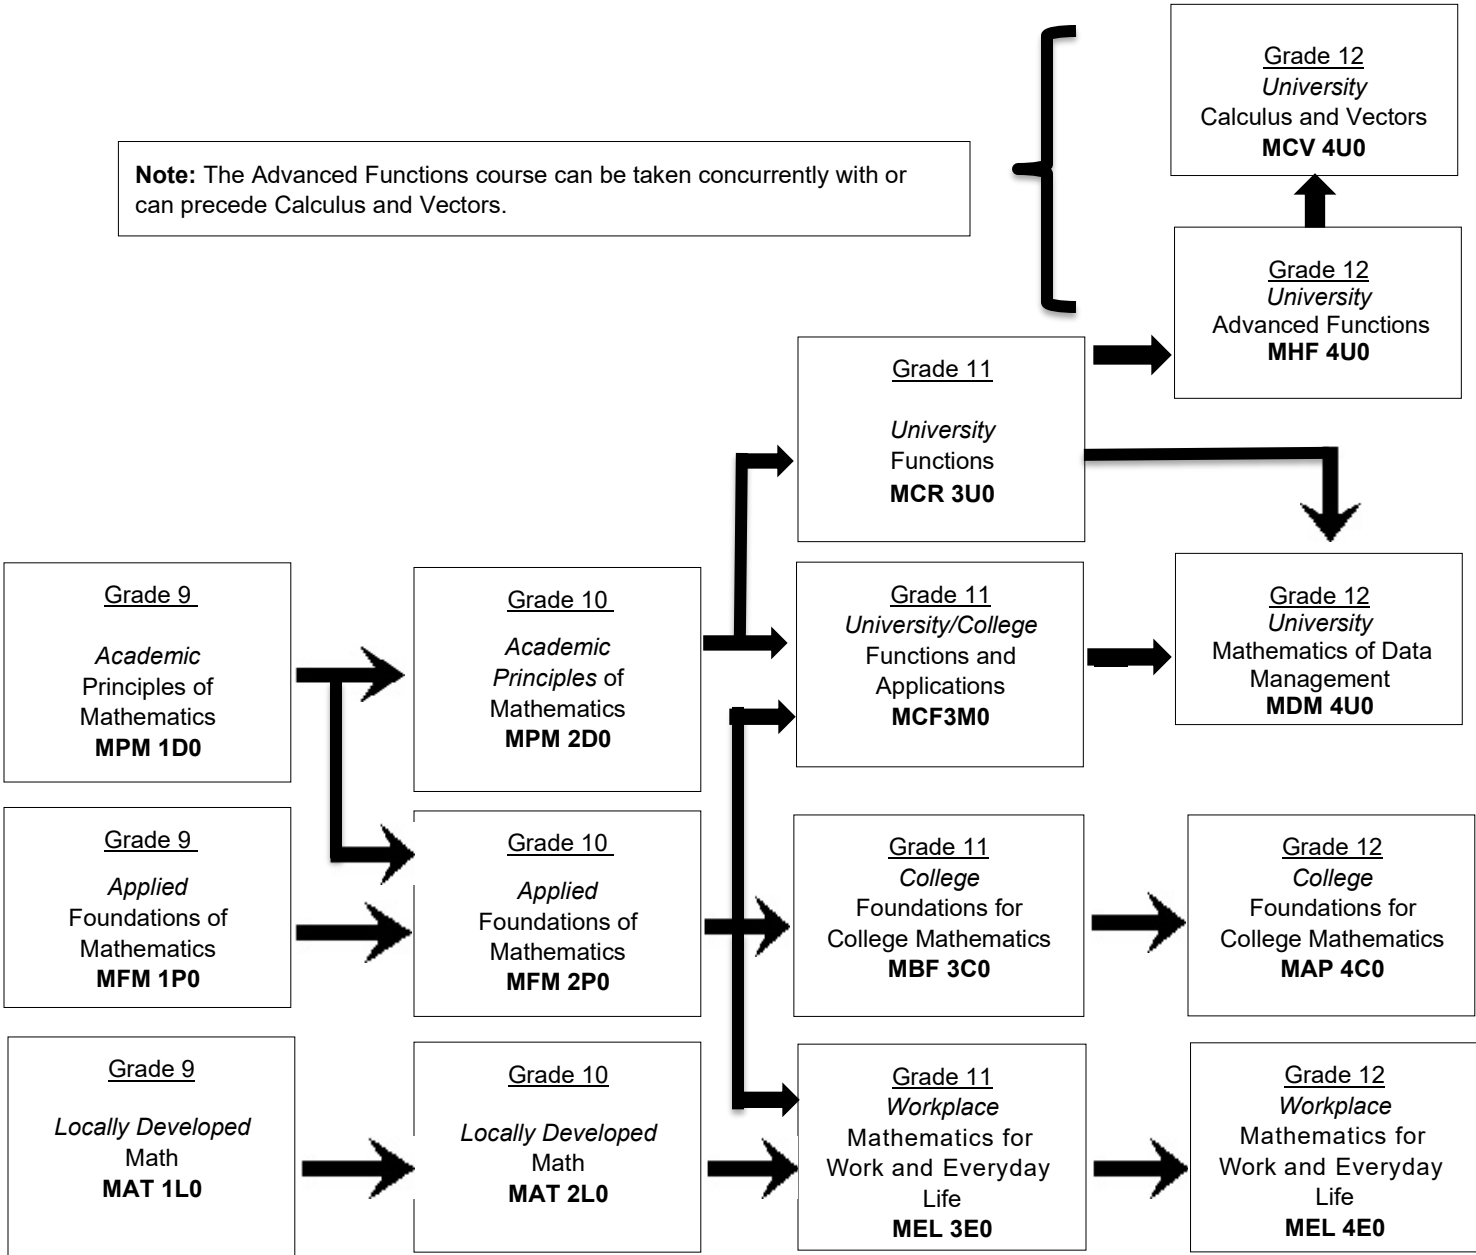 Grade 12
University
Calculus and Vectors
MCV 4U0
Note: The Advanced Functions course can be taken concurrently with or
can precede Calculus and Vectors.
Grade 12
University
Advanced Functions
MHF 4U0
Grade 11
University
Functions
MCR 3U0
Grade 9
Academic
Principles of
Mathematics
MPM 1D0
Grade 10
Academic
Principles of
Mathematics
MPM 2D0
Grade 11
University/College
Functions and
Applications
MCF3M0
Grade 12
University
Mathematics of Data
Management
MDM 4U0
Grade 9
Applied
Foundations of
Mathematics
MFM 1P0
Grade 10
Applied
Foundations of
Mathematics
MFM 2P0
Grade 11
College
Foundations for
College Mathematics
MBF 3C0
Grade 12
College
Foundations for
College Mathematics
MAP 4C0
Grade 9
Locally Developed
Math
MAT 1L0
Grade 10
Locally Developed
Math
MAT 2L0
Grade 11
Workplace
Mathematics for
Work and Everyday
Life
MEL 3E0
Grade 12
Workplace
Mathematics for
Work and Everyday
Life
MEL 4E0